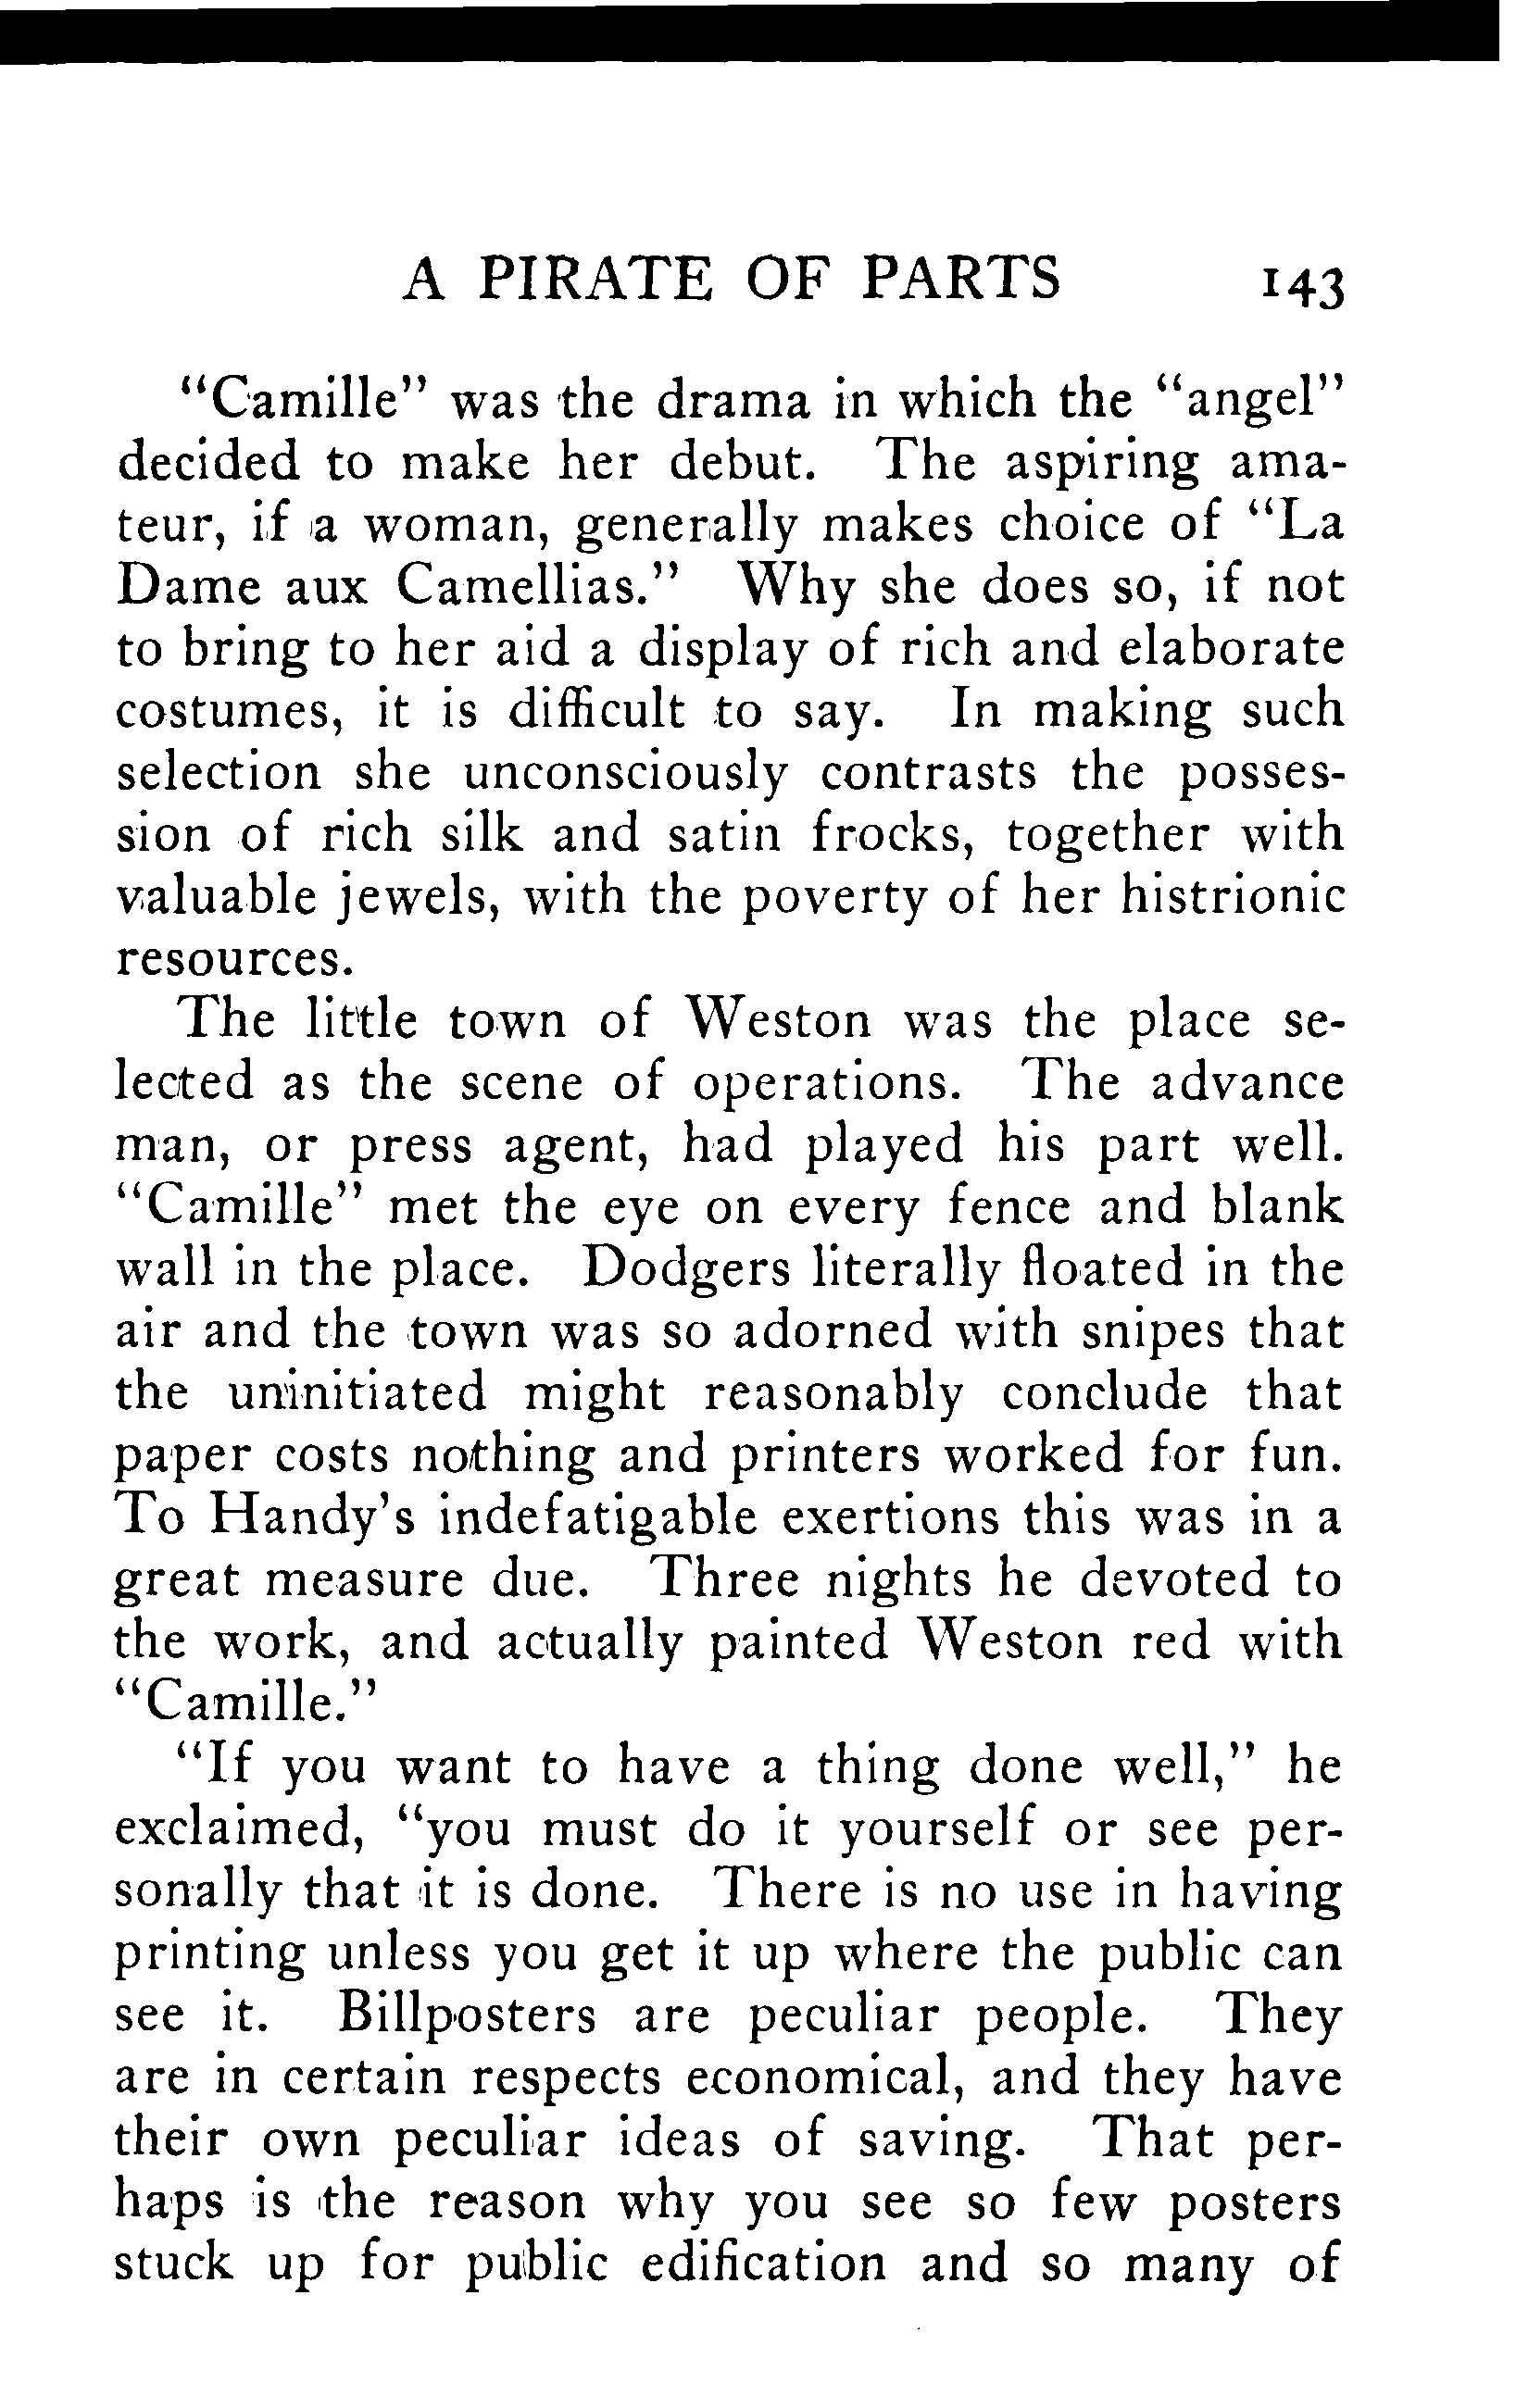 A PIRATE OF PARTS 143
"Camille" was the drama in which the "angel"
decided to make her debut. The aspiring ama-
teur, if a woman, generally makes choice of "La
Dame aux Camellias." Why she does so, if not
to bring to her aid a display of rich and elaborate
costumes, it is difficult to say. In making such
selection she unconsciously contrasts the posses-
sion of rich silk and satin frocks, together with
valuable jewels, with the poverty of her histrionic
resources.
The little town of Weston was the place se-
lected as the scene of operations. The advance
man, or press agent, had played his part well.
"Camille" met the eye on every fence and blank
wall in the place. Dodgers literally floated in the
air and the town was so adorned with snipes that
the uninitiated might reasonably conclude that
paper costs nothing and printers worked for fun.
To Handy's indefatigable exertions this was in a
great measure due. Three nights he devoted to
the work, and actually painted Weston red with
"Camille."
"If you want to have a thing done well," he
exclaimed, "you must do it yourself or see per-
sonally that it is done. There is no use in having
printing unless you get it up where the public can
see it. Billposters are peculiar people. They
are in certain respects economical, and they have
their own peculiar ideas of saving. That per-
haps is the reason why you see so few posters
stuck up for public edification and so many of